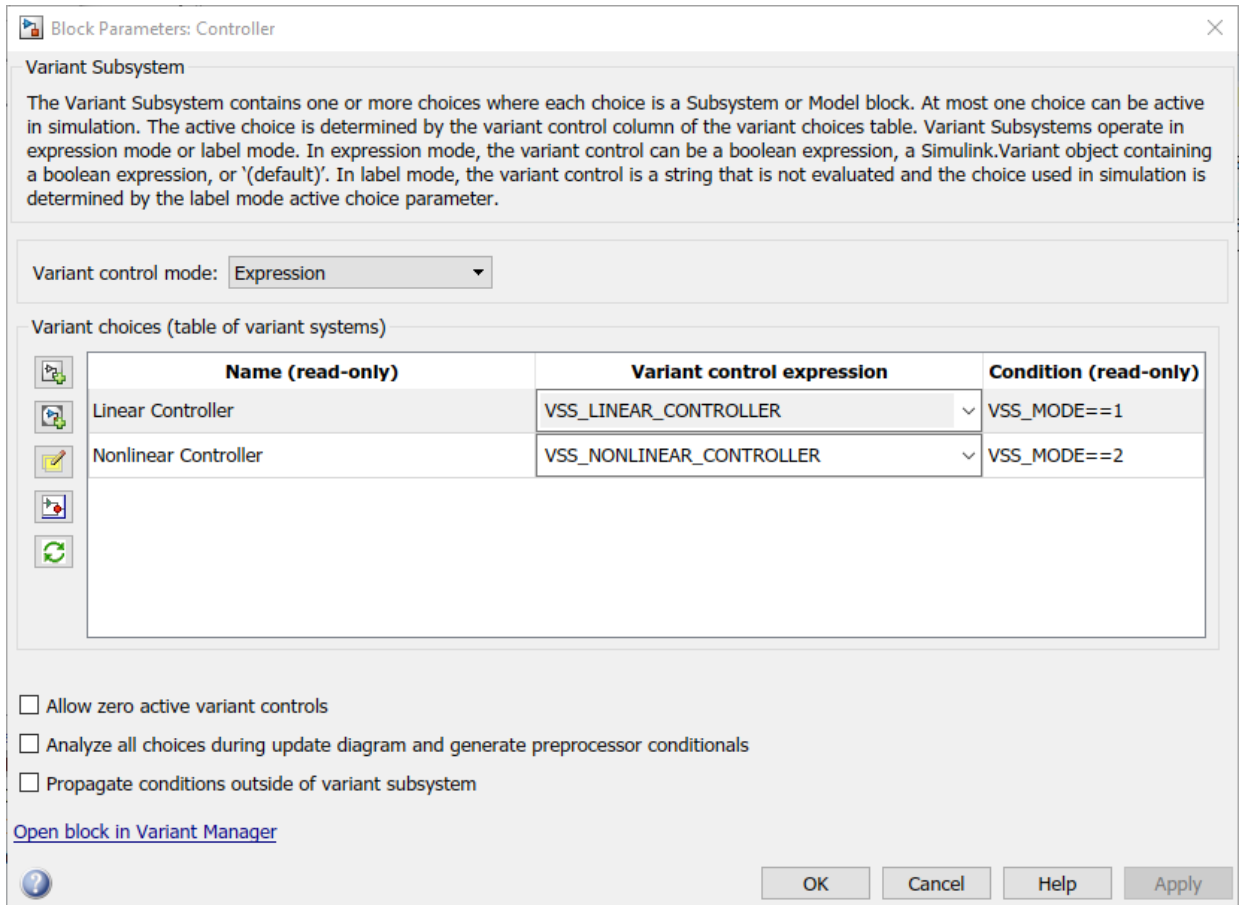 Block Parameters: Controller
Variant Subsystem
The Variant Subsystem contains one or more choices where each choice is a Subsystem or Model block. At most one choice can be active
in simulation. The active choice is determined by the variant control column of the variant choices table. Variant Subsystems operate in
expression mode or label mode. In expression mode, the variant control can be a boolean expression, a Simulink.Variant object containing
a boolean expression, or ‘(default)’. In label mode, the variant control is a string that is not evaluated and the choice used in simulation is
determined by the label mode active choice parameter.
Variant control mode: Expression
Variant choices (table of variant systems)
Name (read-only) Variant control expression Condition (read-only)
Linear Controller VSS_LINEAR_CONTROLLER VSS_MODE==1
Nonlinear Controller VSS_NONLINEAR_CONTROLLER VSS_MODE==2
Allow zero active variant controls
Analyze all choices during update diagram and generate preprocessor conditionals
Propagate conditions outside of variant subsystem
Open block in Variant Manager
? OK Cancel Help Apply